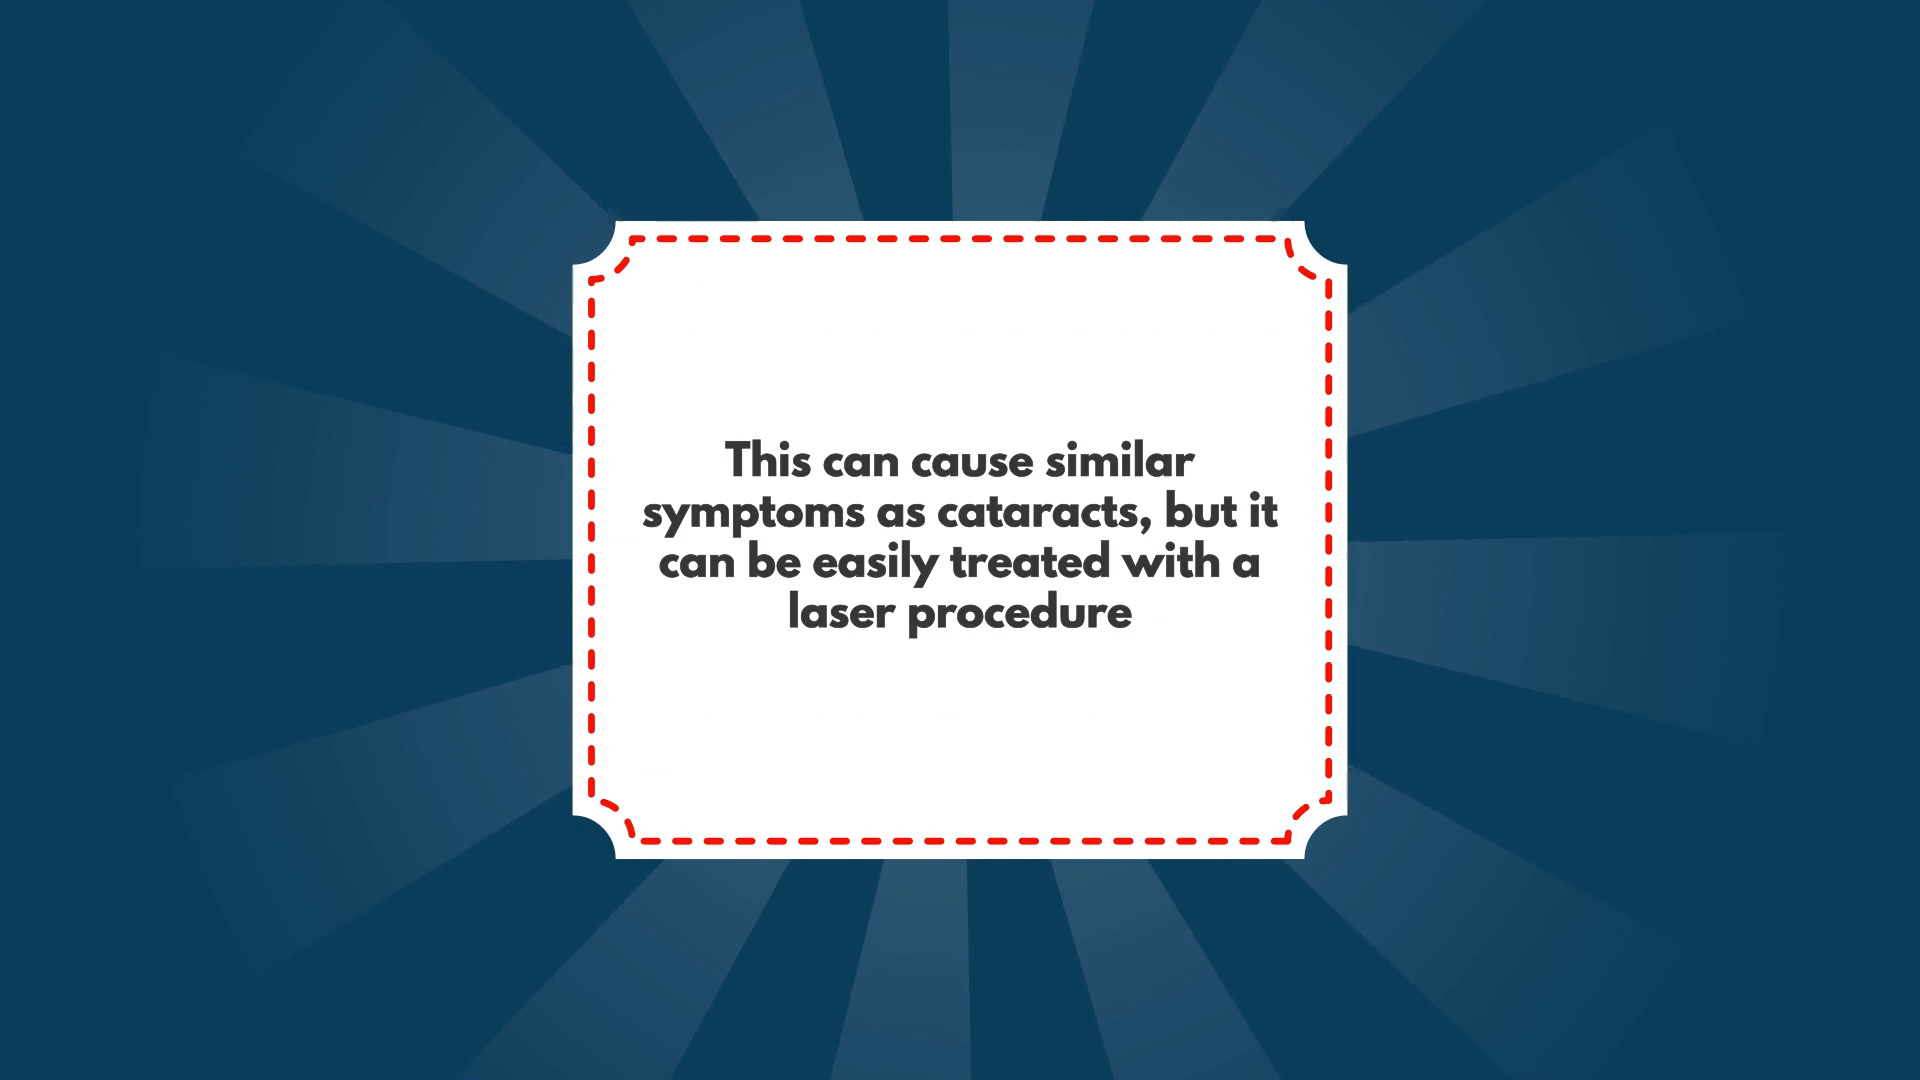 This can cause similar
symptoms as cataracts, but it
can be easily treated with a
laser procedure